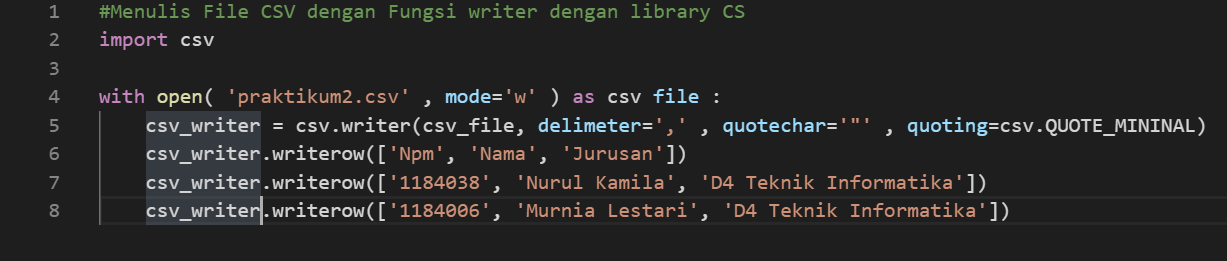 1 #Menulis File CSV dengan Fungsi writer dengan library CS
2 import csv
3
4 with open( 'praktikum2.csv' , mode='w' ) as csv file :
5 csv_writer = csv.writer(csv_file, delimeter=',' , quotechar='"' , quoting=csv.QUOTE_MININAL)
6 csv_writer.writerow(['Npm', 'Nama', 'Jurusan'])
7 csv_writer.writerow(['1184038', 'Nurul Kamila', 'D4 Teknik Informatika'])
8 csv_writer.writerow(['1184006', 'Murnia Lestari', 'D4 Teknik Informatika'])